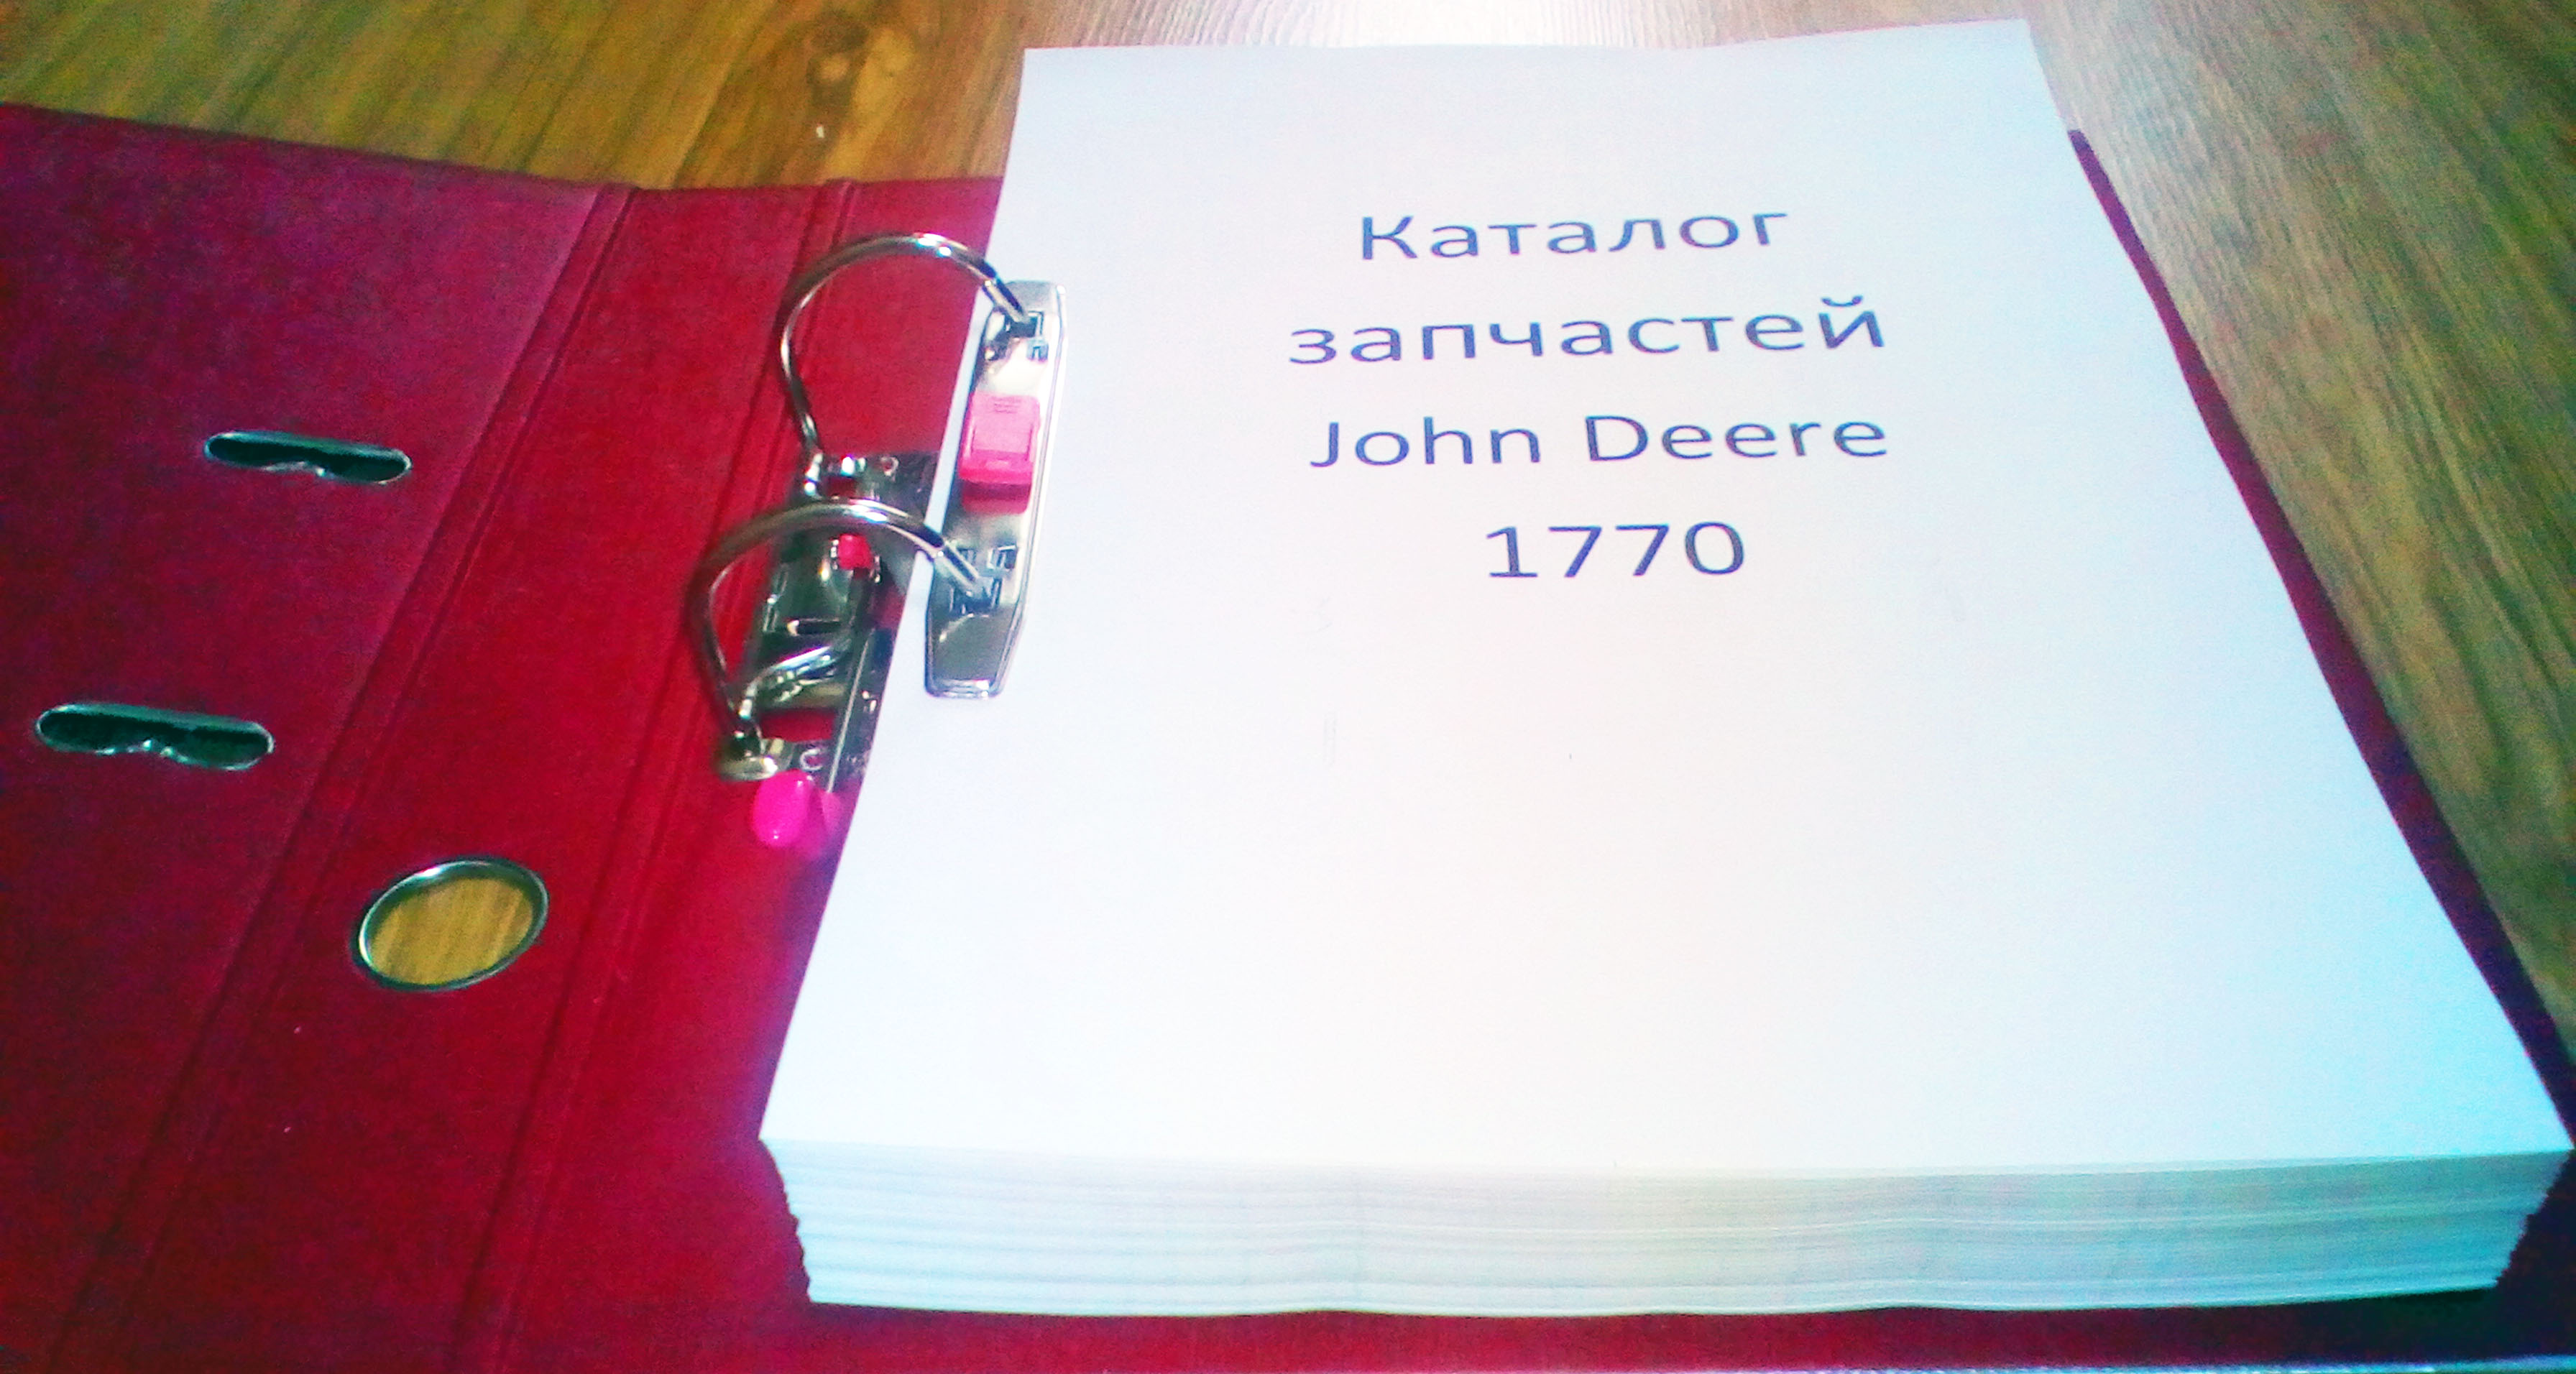 Каталог
запчастей
John Deere
1770